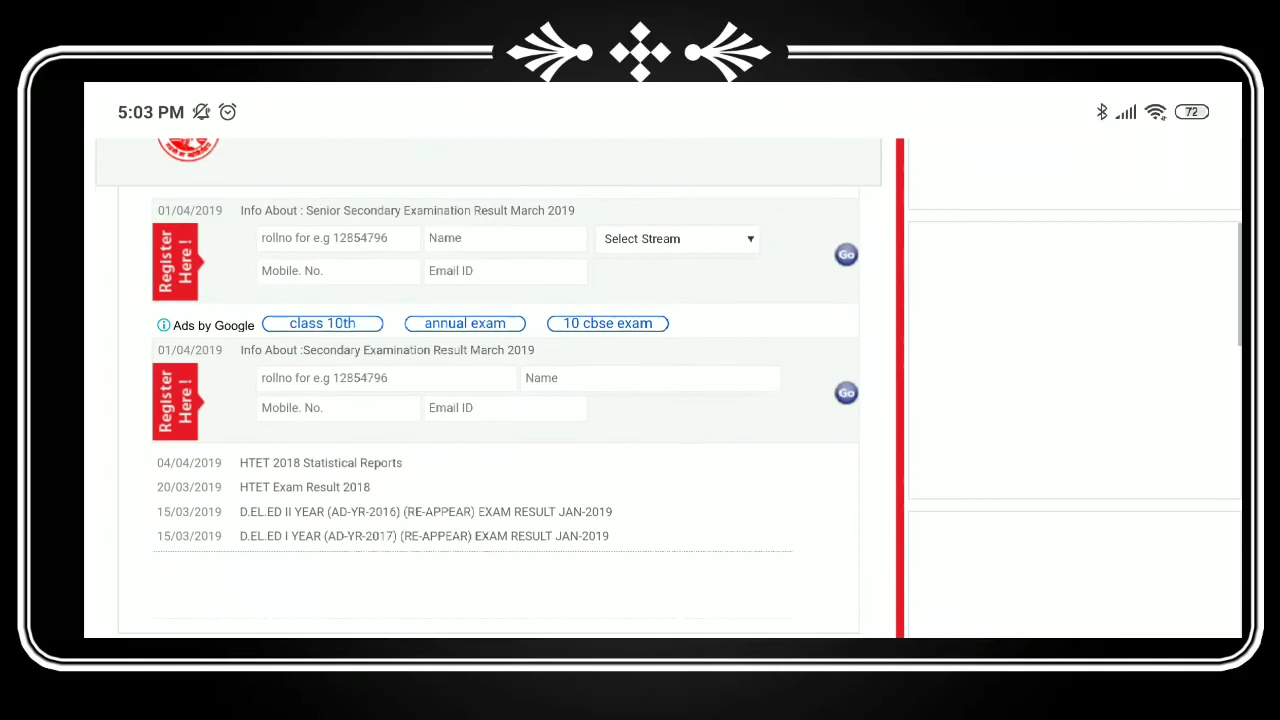 5:03 PM
72
01/04/2019 Info About : Senior Secondary Examination Result March 2019
Register Here !
rollno for e.g 12854796 Name Select Stream
Go
Mobile. No. Email ID
Ads by Google class 10th annual exam 10 cbse exam
01/04/2019 Info About :Secondary Examination Result March 2019
Register Here !
rollno for e.g 12854796 Name
Go
Mobile. No. Email ID
04/04/2019 HTET 2018 Statistical Reports
20/03/2019 HTET Exam Result 2018
15/03/2019 D.EL.ED II YEAR (AD-YR-2016) (RE-APPEAR) EXAM RESULT JAN-2019
15/03/2019 D.EL.ED I YEAR (AD-YR-2017) (RE-APPEAR) EXAM RESULT JAN-2019